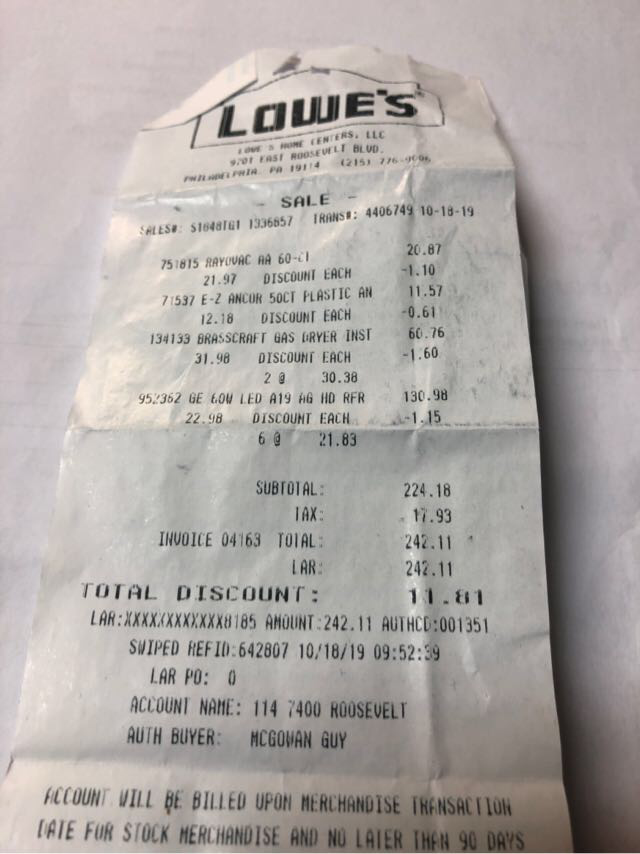 LOWE'S
LOWE'S HOME CENTERS, LLC
9701 EAST ROOSEVELT BLVD.
PHILADELPHIA, PA 19114 (215) 776-9996
- SALE -
SALES#: S1648TG1 1336857 TRANS#: 4406749 10-18-19
751815 RAYOVAC AA 60-CT 20.87
21.97 DISCOUNT EACH -1.10
71537 E-Z ANCOR 50CT PLASTIC AN 11.57
12.18 DISCOUNT EACH -0.61
134133 BRASSCRAFT GAS DRYER INST 60.76
31.98 DISCOUNT EACH -1.60
2 @ 30.38
952362 GE 60W LED A19 AG HD RFR 130.98
22.98 DISCOUNT EACH -1.15
6 @ 21.83
SUBTOTAL: 224.18
TAX: 17.93
INVOICE 04163 TOTAL: 242.11
LAR: 242.11
TOTAL DISCOUNT: 11.81
LAR:XXXXXXXXXXXX8185 AMOUNT:242.11 AUTHCD:001351
SWIPED REFID:642807 10/18/19 09:52:39
LAR PO: 0
ACCOUNT NAME: 114 7400 ROOSEVELT
AUTH BUYER: MCGOWAN GUY
ACCOUNT WILL BE BILLED UPON MERCHANDISE TRANSACTION
DATE FOR STOCK MERCHANDISE AND NO LATER THAN 90 DAYS